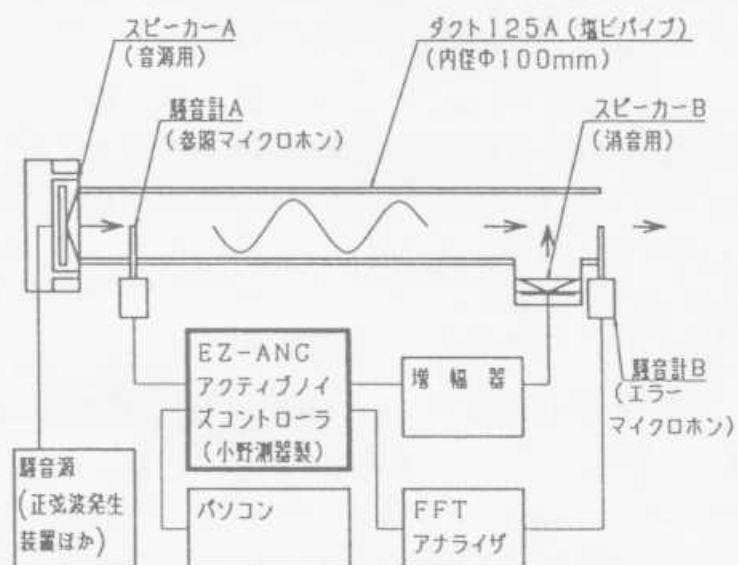 スピーカーA
(音源用)
ダクト125A(塩ビパイプ)
(内径Φ100mm)
騒音計A
(参照マイクロホン)
スピーカーB
(消音用)
EZ-ANC
アクティブノイ
ズコントローラ
(小野測器製)
増幅器
騒音計B
(エラー
マイクロホン)
騒音源
(正弦波発生
装置ほか)
パソコン
FFT
アナライザ